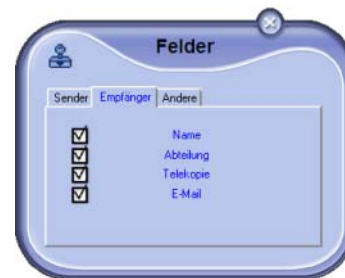 Felder
Sender Empfänger Andere
Name
Abteilung
Telekopie
E-Mail